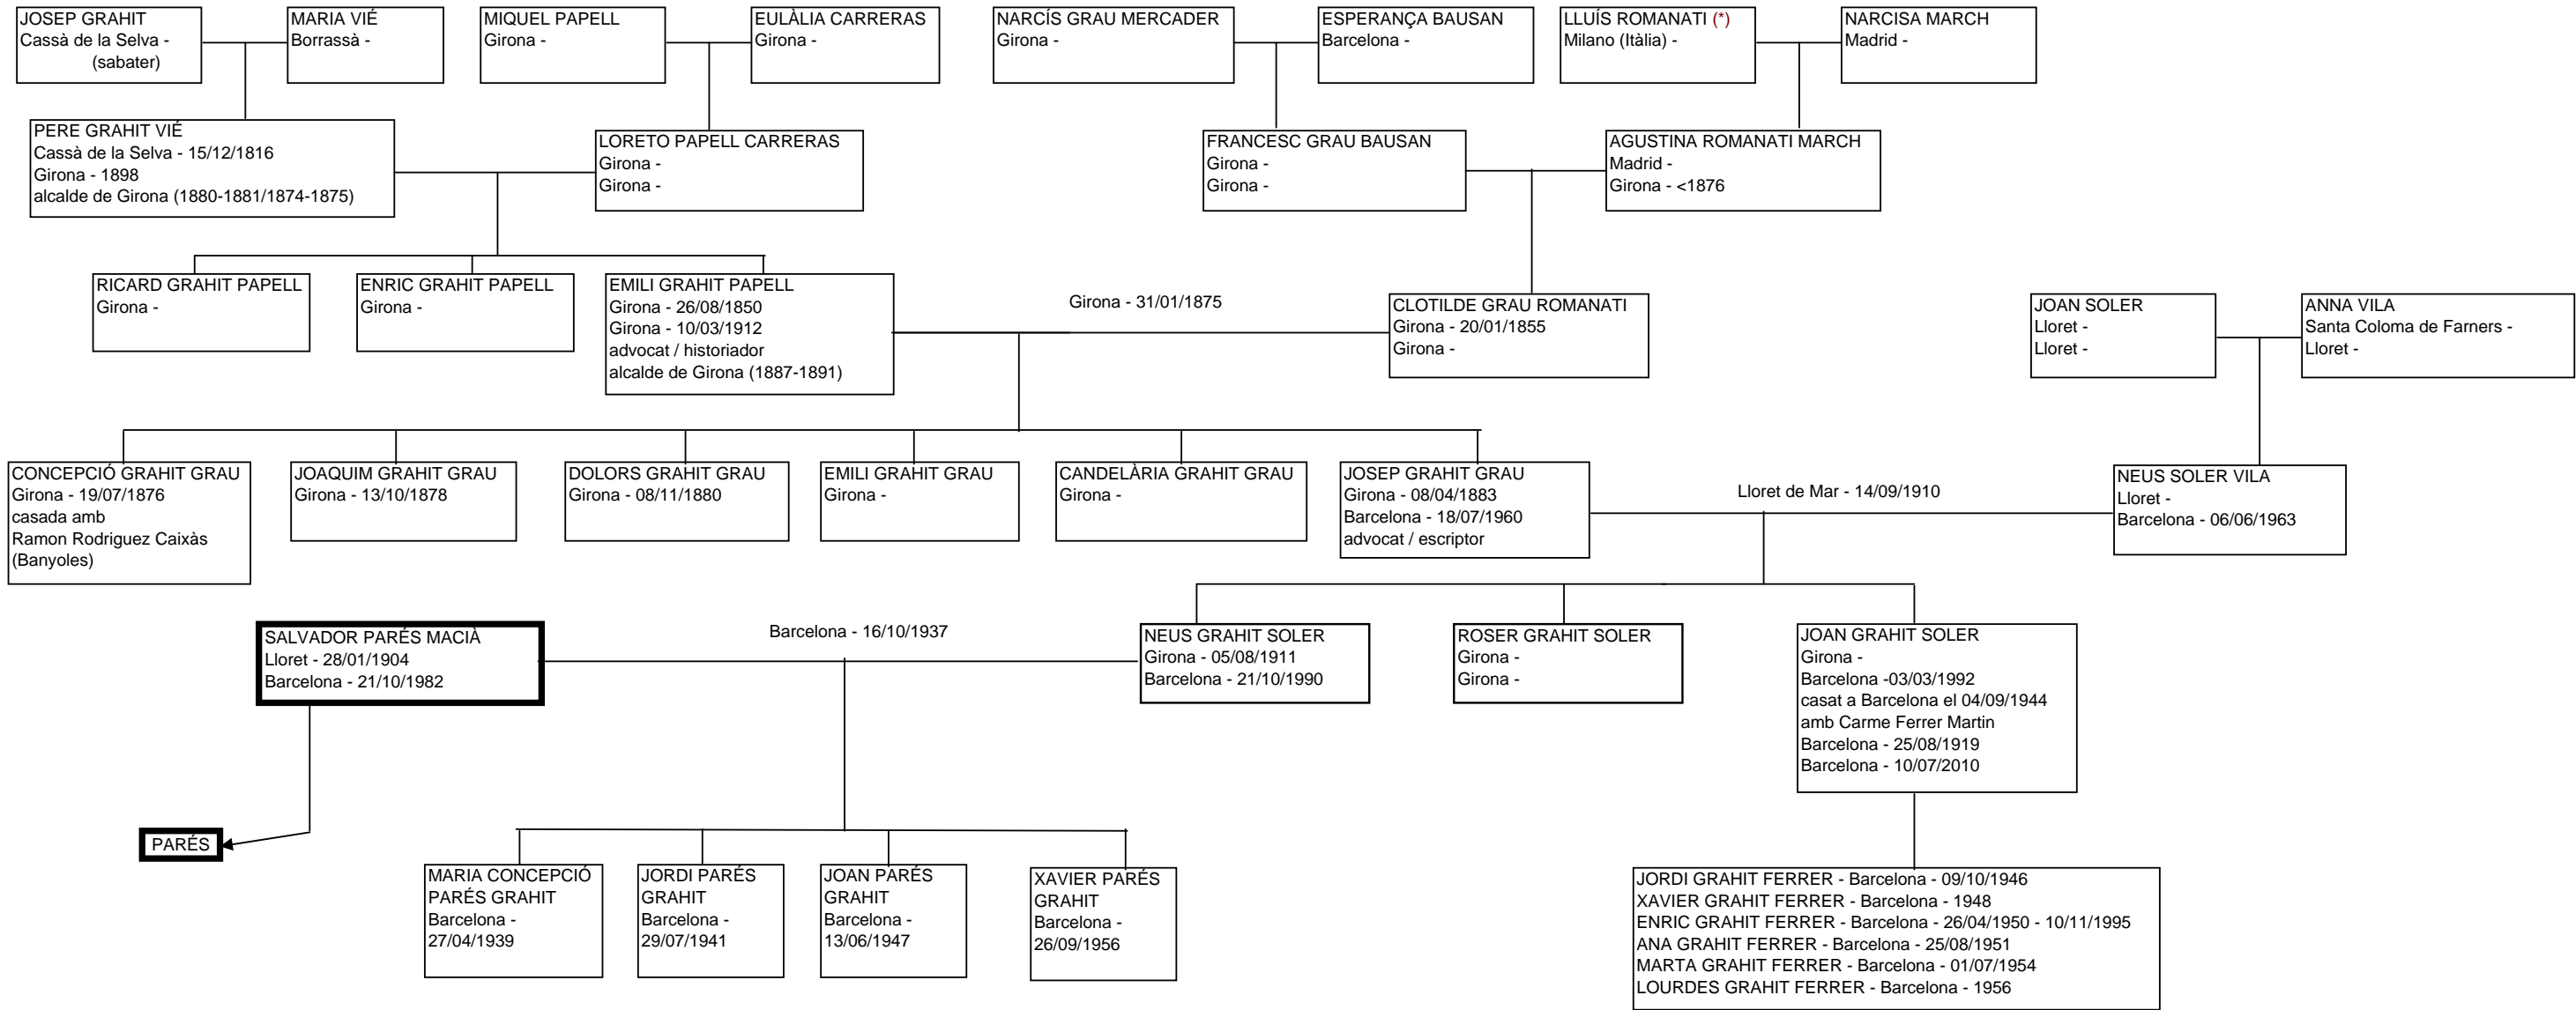 JOSEP GRAHIT
Cassà de la Selva -
(sabater)
MARIA VIÉ
Borrassà -
MIQUEL PAPELL
Girona -
EULÀLIA CARRERAS
Girona -
NARCÍS GRAU MERCADER
Girona -
ESPERANÇA BAUSAN
Barcelona -
LLUÍS ROMANATI (*)
Milano (Itàlia) -
NARCISA MARCH
Madrid -
PERE GRAHIT VIÉ
Cassà de la Selva - 15/12/1816
Girona - 1898
alcalde de Girona (1880-1881/1874-1875)
LORETO PAPELL CARRERAS
Girona -
Girona -
FRANCESC GRAU BAUSAN
Girona -
Girona -
AGUSTINA ROMANATI MARCH
Madrid -
Girona - <1876
RICARD GRAHIT PAPELL
Girona -
ENRIC GRAHIT PAPELL
Girona -
EMILI GRAHIT PAPELL
Girona - 26/08/1850
Girona - 10/03/1912
advocat / historiador
alcalde de Girona (1887-1891)
Girona - 31/01/1875
CLOTILDE GRAU ROMANATI
Girona - 20/01/1855
Girona -
JOAN SOLER
Lloret -
Lloret -
ANNA VILA
Santa Coloma de Farners -
Lloret -
CONCEPCIÓ GRAHIT GRAU
Girona - 19/07/1876
casada amb
Ramon Rodriguez Caixàs
(Banyoles)
JOAQUIM GRAHIT GRAU
Girona - 13/10/1878
DOLORS GRAHIT GRAU
Girona - 08/11/1880
EMILI GRAHIT GRAU
Girona -
CANDELÀRIA GRAHIT GRAU
Girona -
JOSEP GRAHIT GRAU
Girona - 08/04/1883
Barcelona - 18/07/1960
advocat / escriptor
Lloret de Mar - 14/09/1910
NEUS SOLER VILA
Lloret -
Barcelona - 06/06/1963
SALVADOR PARÉS MACIÀ
Lloret - 28/01/1904
Barcelona - 21/10/1982
Barcelona - 16/10/1937
NEUS GRAHIT SOLER
Girona - 05/08/1911
Barcelona - 21/10/1990
ROSER GRAHIT SOLER
Girona -
Girona -
JOAN GRAHIT SOLER
Girona -
Barcelona -03/03/1992
casat a Barcelona el 04/09/1944
amb Carme Ferrer Martin
Barcelona - 25/08/1919
Barcelona - 10/07/2010
PARÉS
MARIA CONCEPCIÓ
PARÉS GRAHIT
Barcelona -
27/04/1939
JORDI PARÉS
GRAHIT
Barcelona -
29/07/1941
JOAN PARÉS
GRAHIT
Barcelona -
13/06/1947
XAVIER PARÉS
GRAHIT
Barcelona -
26/09/1956
JORDI GRAHIT FERRER - Barcelona - 09/10/1946
XAVIER GRAHIT FERRER - Barcelona - 1948
ENRIC GRAHIT FERRER - Barcelona - 26/04/1950 - 10/11/1995
ANA GRAHIT FERRER - Barcelona - 25/08/1951
MARTA GRAHIT FERRER - Barcelona - 01/07/1954
LOURDES GRAHIT FERRER - Barcelona - 1956